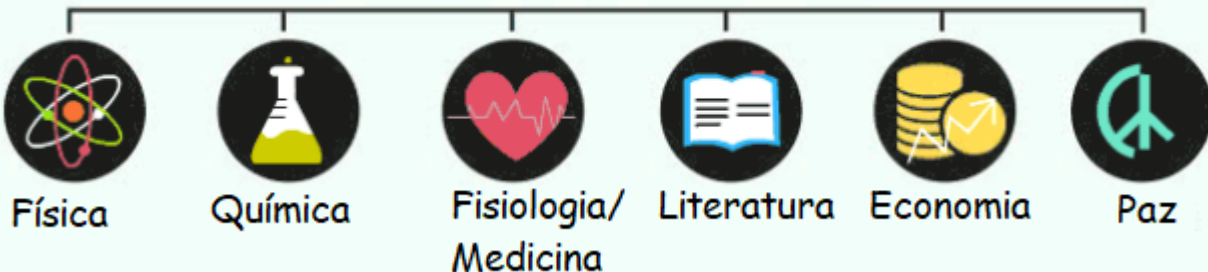 Física
Química
Fisiologia/
Medicina
Literatura
Economia
Paz